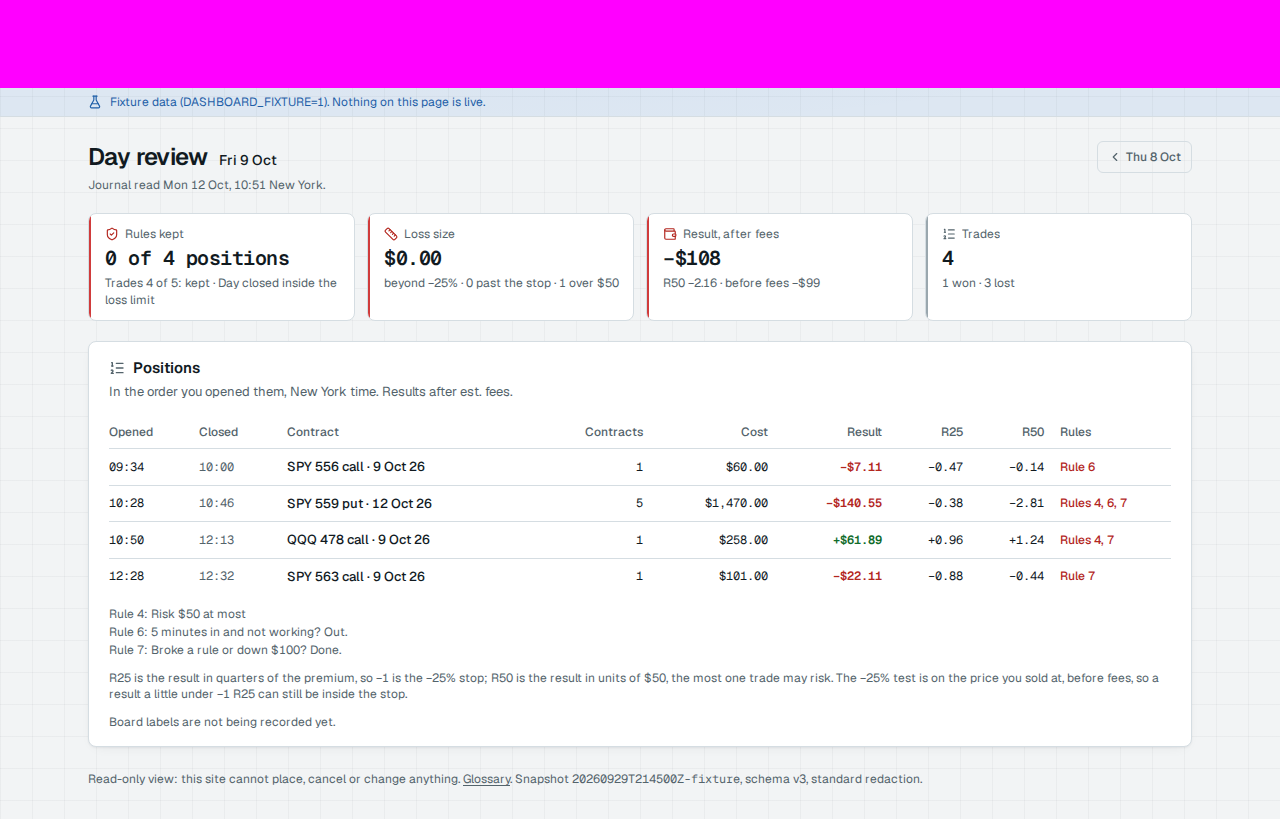 Fixture data (DASHBOARD_FIXTURE=1). Nothing on this page is live.
Day review Fri 9 Oct
Thu 8 Oct
Journal read Mon 12 Oct, 10:51 New York.
Rules kept
0 of 4 positions
Trades 4 of 5: kept · Day closed inside the
loss limit
Loss size
$0.00
beyond −25% · 0 past the stop · 1 over $50
Result, after fees
−$108
R50 −2.16 · before fees −$99
Trades
4
1 won · 3 lost
Positions
In the order you opened them, New York time. Results after est. fees.
Opened Closed Contract Contracts Cost Result R25 R50 Rules
09:34 10:00 SPY 556 call · 9 Oct 26 1 $60.00 −$7.11 −0.47 −0.14 Rule 6
10:28 10:46 SPY 559 put · 12 Oct 26 5 $1,470.00 −$140.55 −0.38 −2.81 Rules 4, 6, 7
10:50 12:13 QQQ 478 call · 9 Oct 26 1 $258.00 +$61.89 +0.96 +1.24 Rules 4, 7
12:28 12:32 SPY 563 call · 9 Oct 26 1 $101.00 −$22.11 −0.88 −0.44 Rule 7
Rule 4: Risk $50 at most
Rule 6: 5 minutes in and not working? Out.
Rule 7: Broke a rule or down $100? Done.
R25 is the result in quarters of the premium, so −1 is the −25% stop; R50 is the result in units of $50, the most one trade may risk. The −25% test is on the price you sold at, before fees, so a
result a little under −1 R25 can still be inside the stop.
Board labels are not being recorded yet.
Read-only view: this site cannot place, cancel or change anything. Glossary. Snapshot 20260929T214500Z-fixture, schema v3, standard redaction.